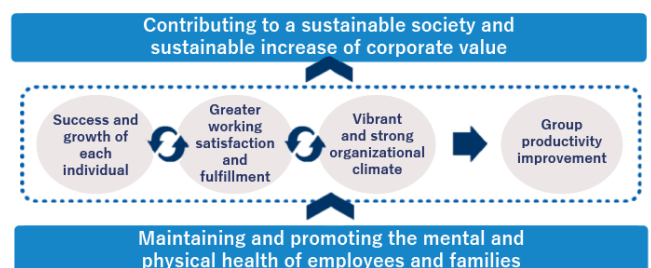 Contributing to a sustainable society and
sustainable increase of corporate value
Success and
growth of
each
individual
Greater
working
satisfaction
and
fulfillment
Vibrant
and strong
organizational
climate
Group
productivity
improvement
Maintaining and promoting the mental and
physical health of employees and families